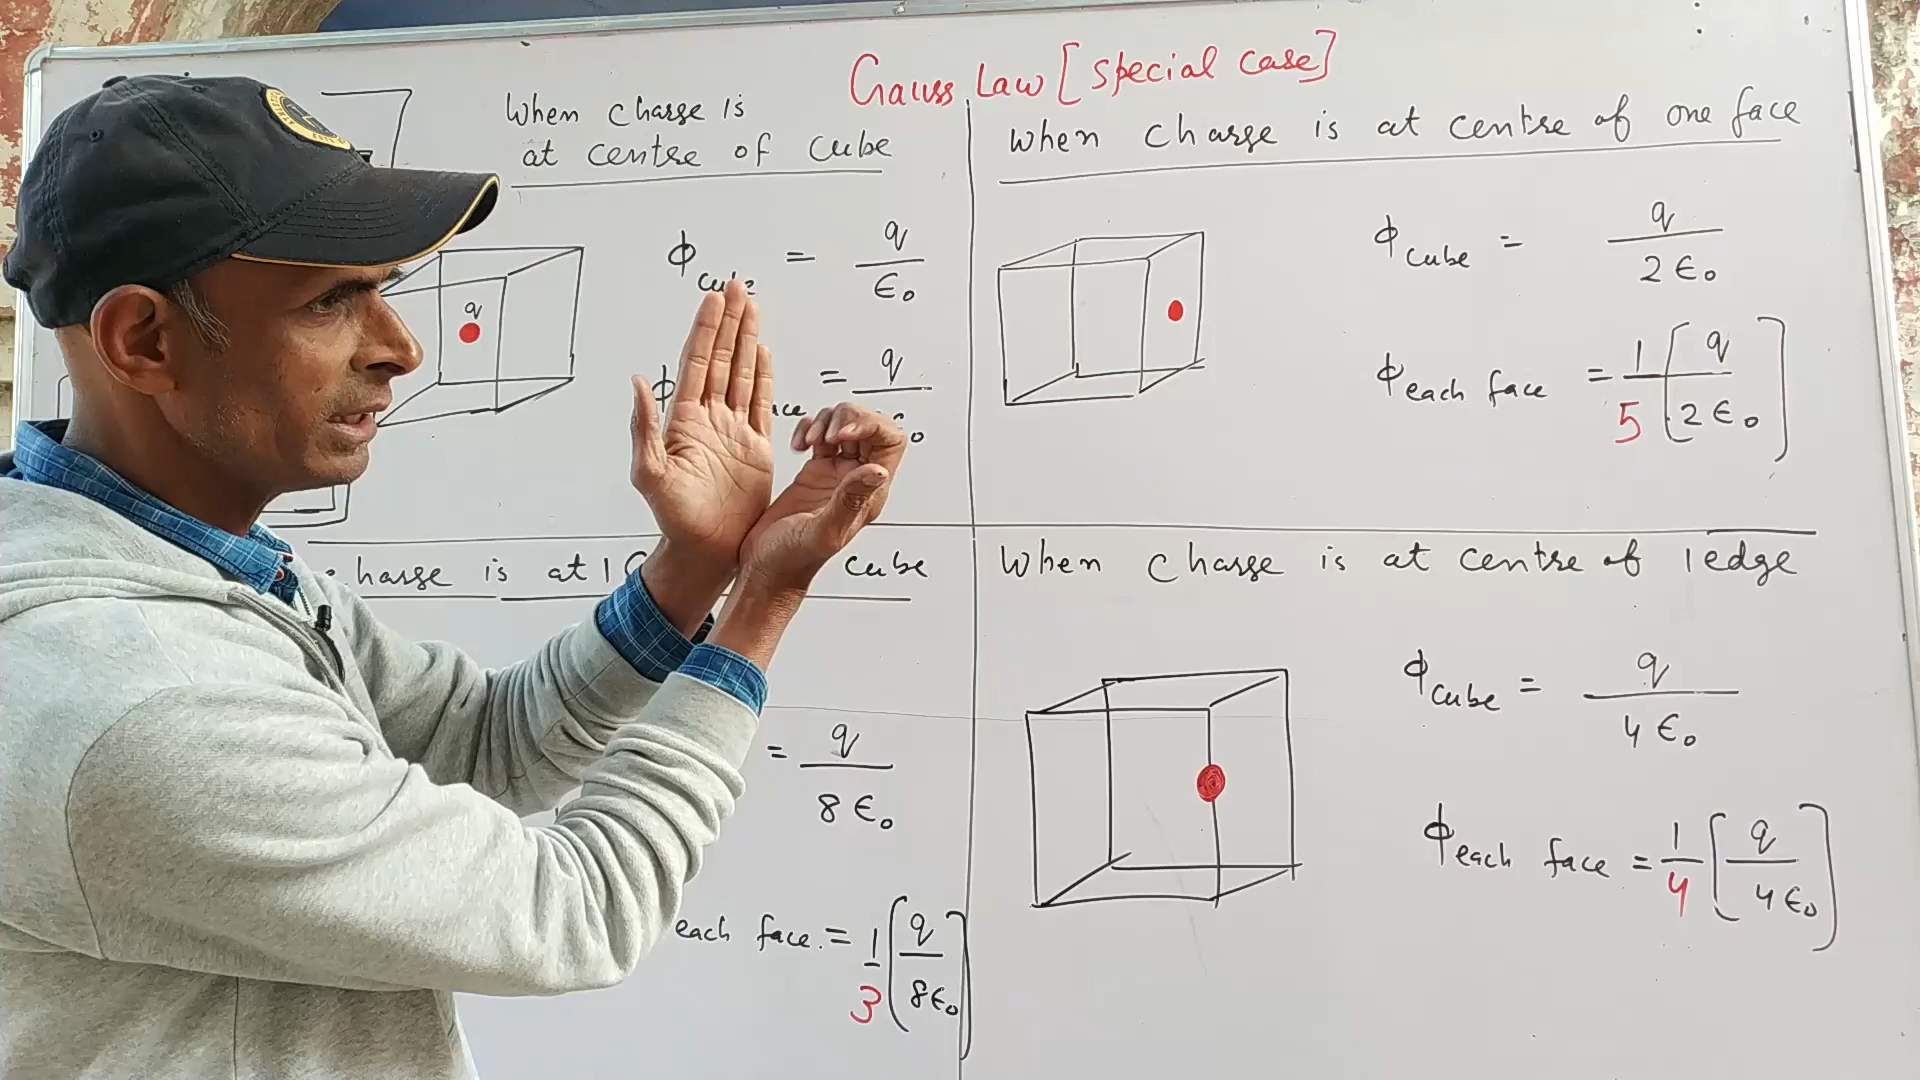 Gauss Law [special case]
When charge is
at centre of cube
q
ϕcube = q/ϵ₀
= q
When charge is at centre of one face
ϕcube = q/2ϵ₀
ϕeach face = 1/5 [q/2ϵ₀]
charge is at 1 cube
= q/8ϵ₀
each face = 1/3 [q/8ϵ₀]
When charge is at centre of 1 edge
ϕcube = q/4ϵ₀
ϕeach face = 1/4 [q/4ϵ₀]